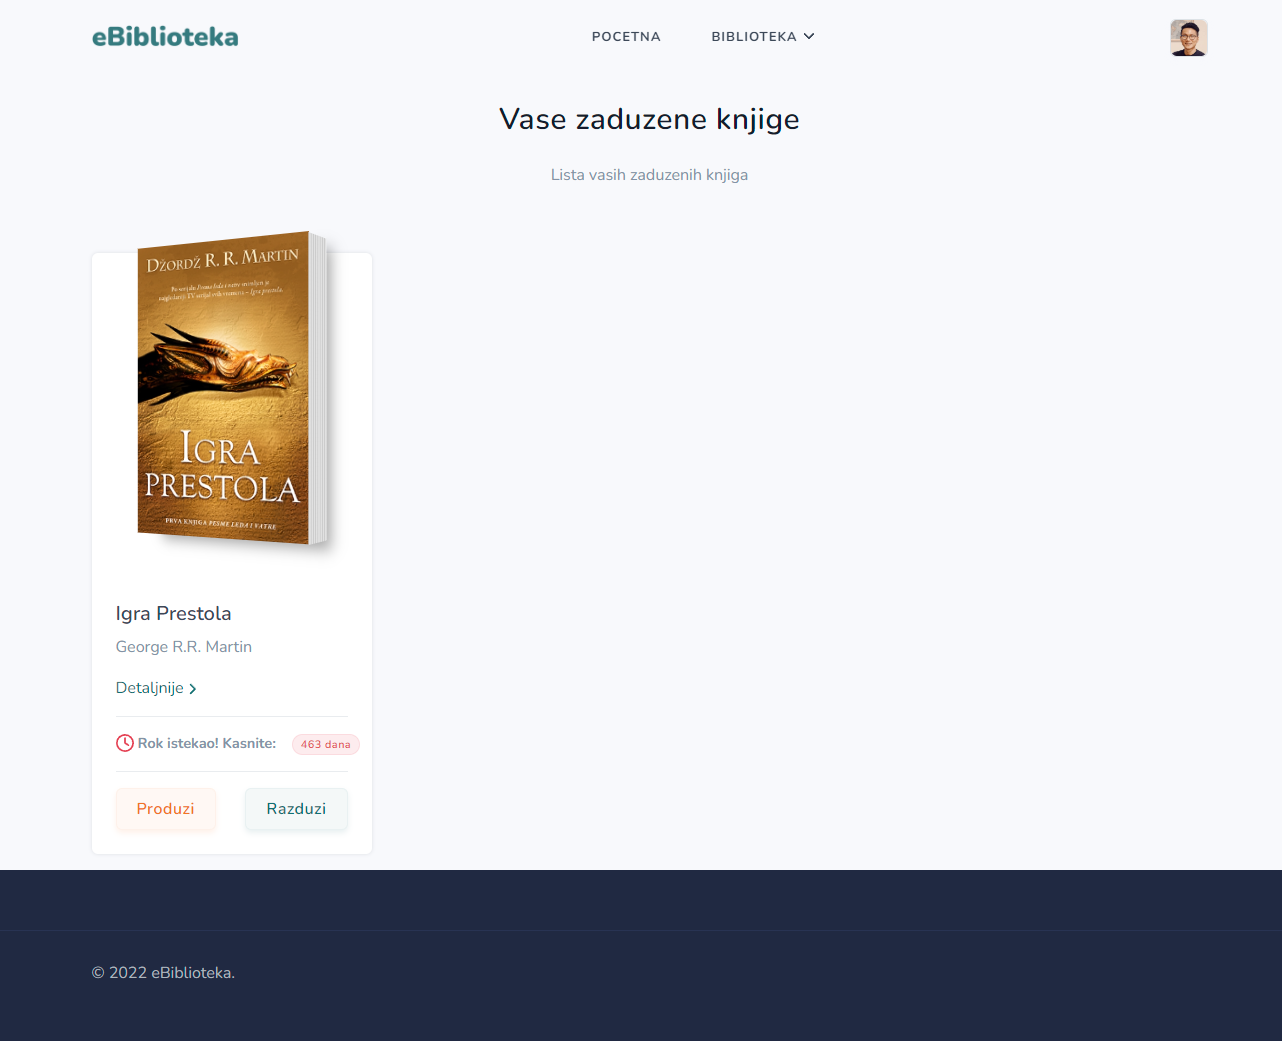 eBiblioteka
POCETNA
BIBLIOTEKA
Vase zaduzene knjige
Lista vasih zaduzenih knjiga
DŽORDŽ R. R. MARTIN
IGRA
PRESTOLA
PRVA KNJIGA PESME LEDA I VATRE
Igra Prestola
George R.R. Martin
Detaljnije
Rok istekao! Kasnite: 463 dana
Produzi
Razduzi
© 2022 eBiblioteka.